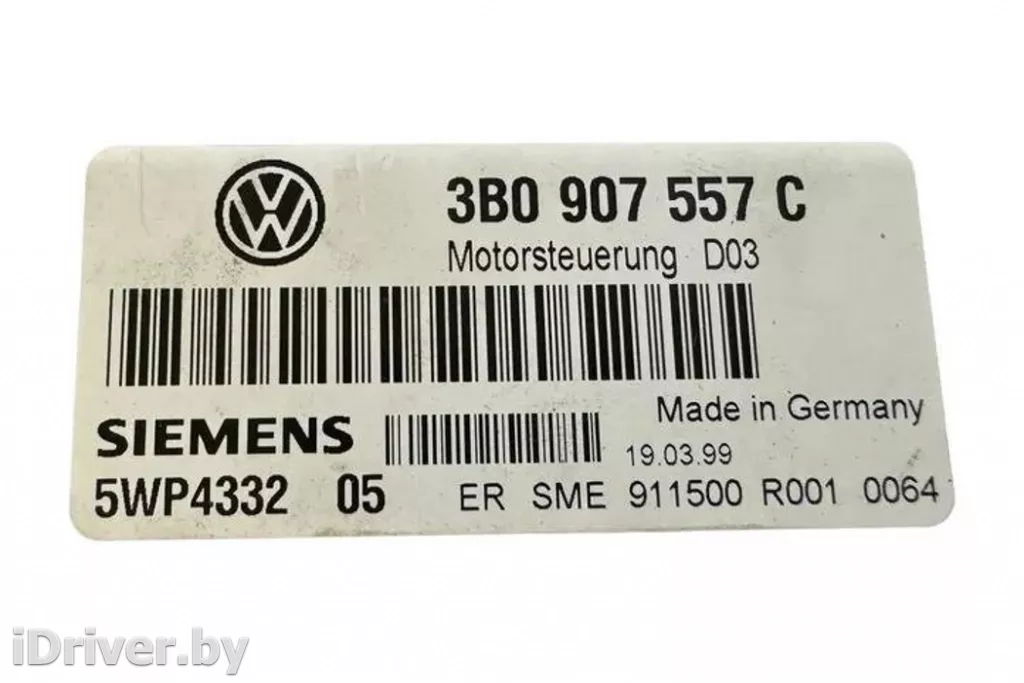 3B0 907 557 C
Motorsteuerung D03
Made in Germany
SIEMENS
19.03.99
5WP4332 05 ER SME 911500 R001 0064
iDriver.by